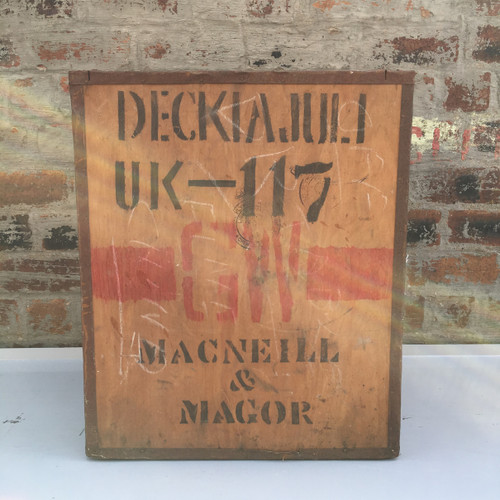 DECKIAJULI
UK-117
GW
MACNEILL
&
MAGOR